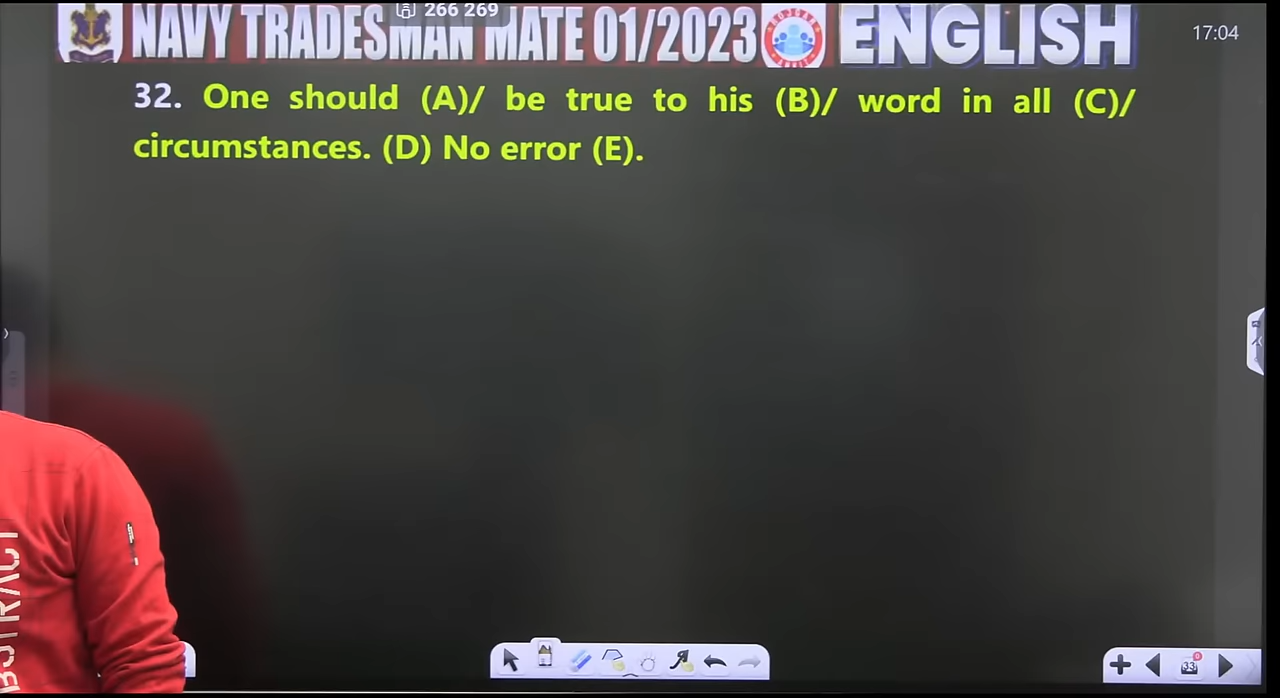 266 269
NAVY TRADESMAN MATE 01/2023 ENGLISH
17:04
32. One should (A)/ be true to his (B)/ word in all (C)/
circumstances. (D) No error (E).
33